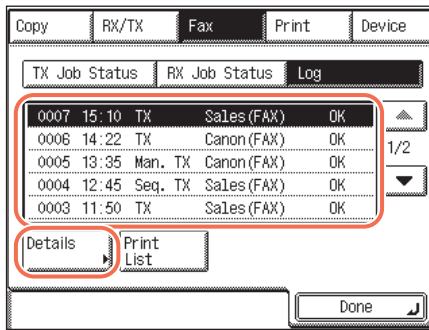 Copy RX/TX Fax Print Device
TX Job Status RX Job Status Log
0007 15:10 TX Sales(FAX) OK
0006 14:22 TX Canon(FAX) OK
0005 13:35 Man. TX Canon(FAX) OK
0004 12:45 Seq. TX Sales(FAX) OK
0003 11:50 TX Sales(FAX) OK
1/2
Details
Print
List
Done